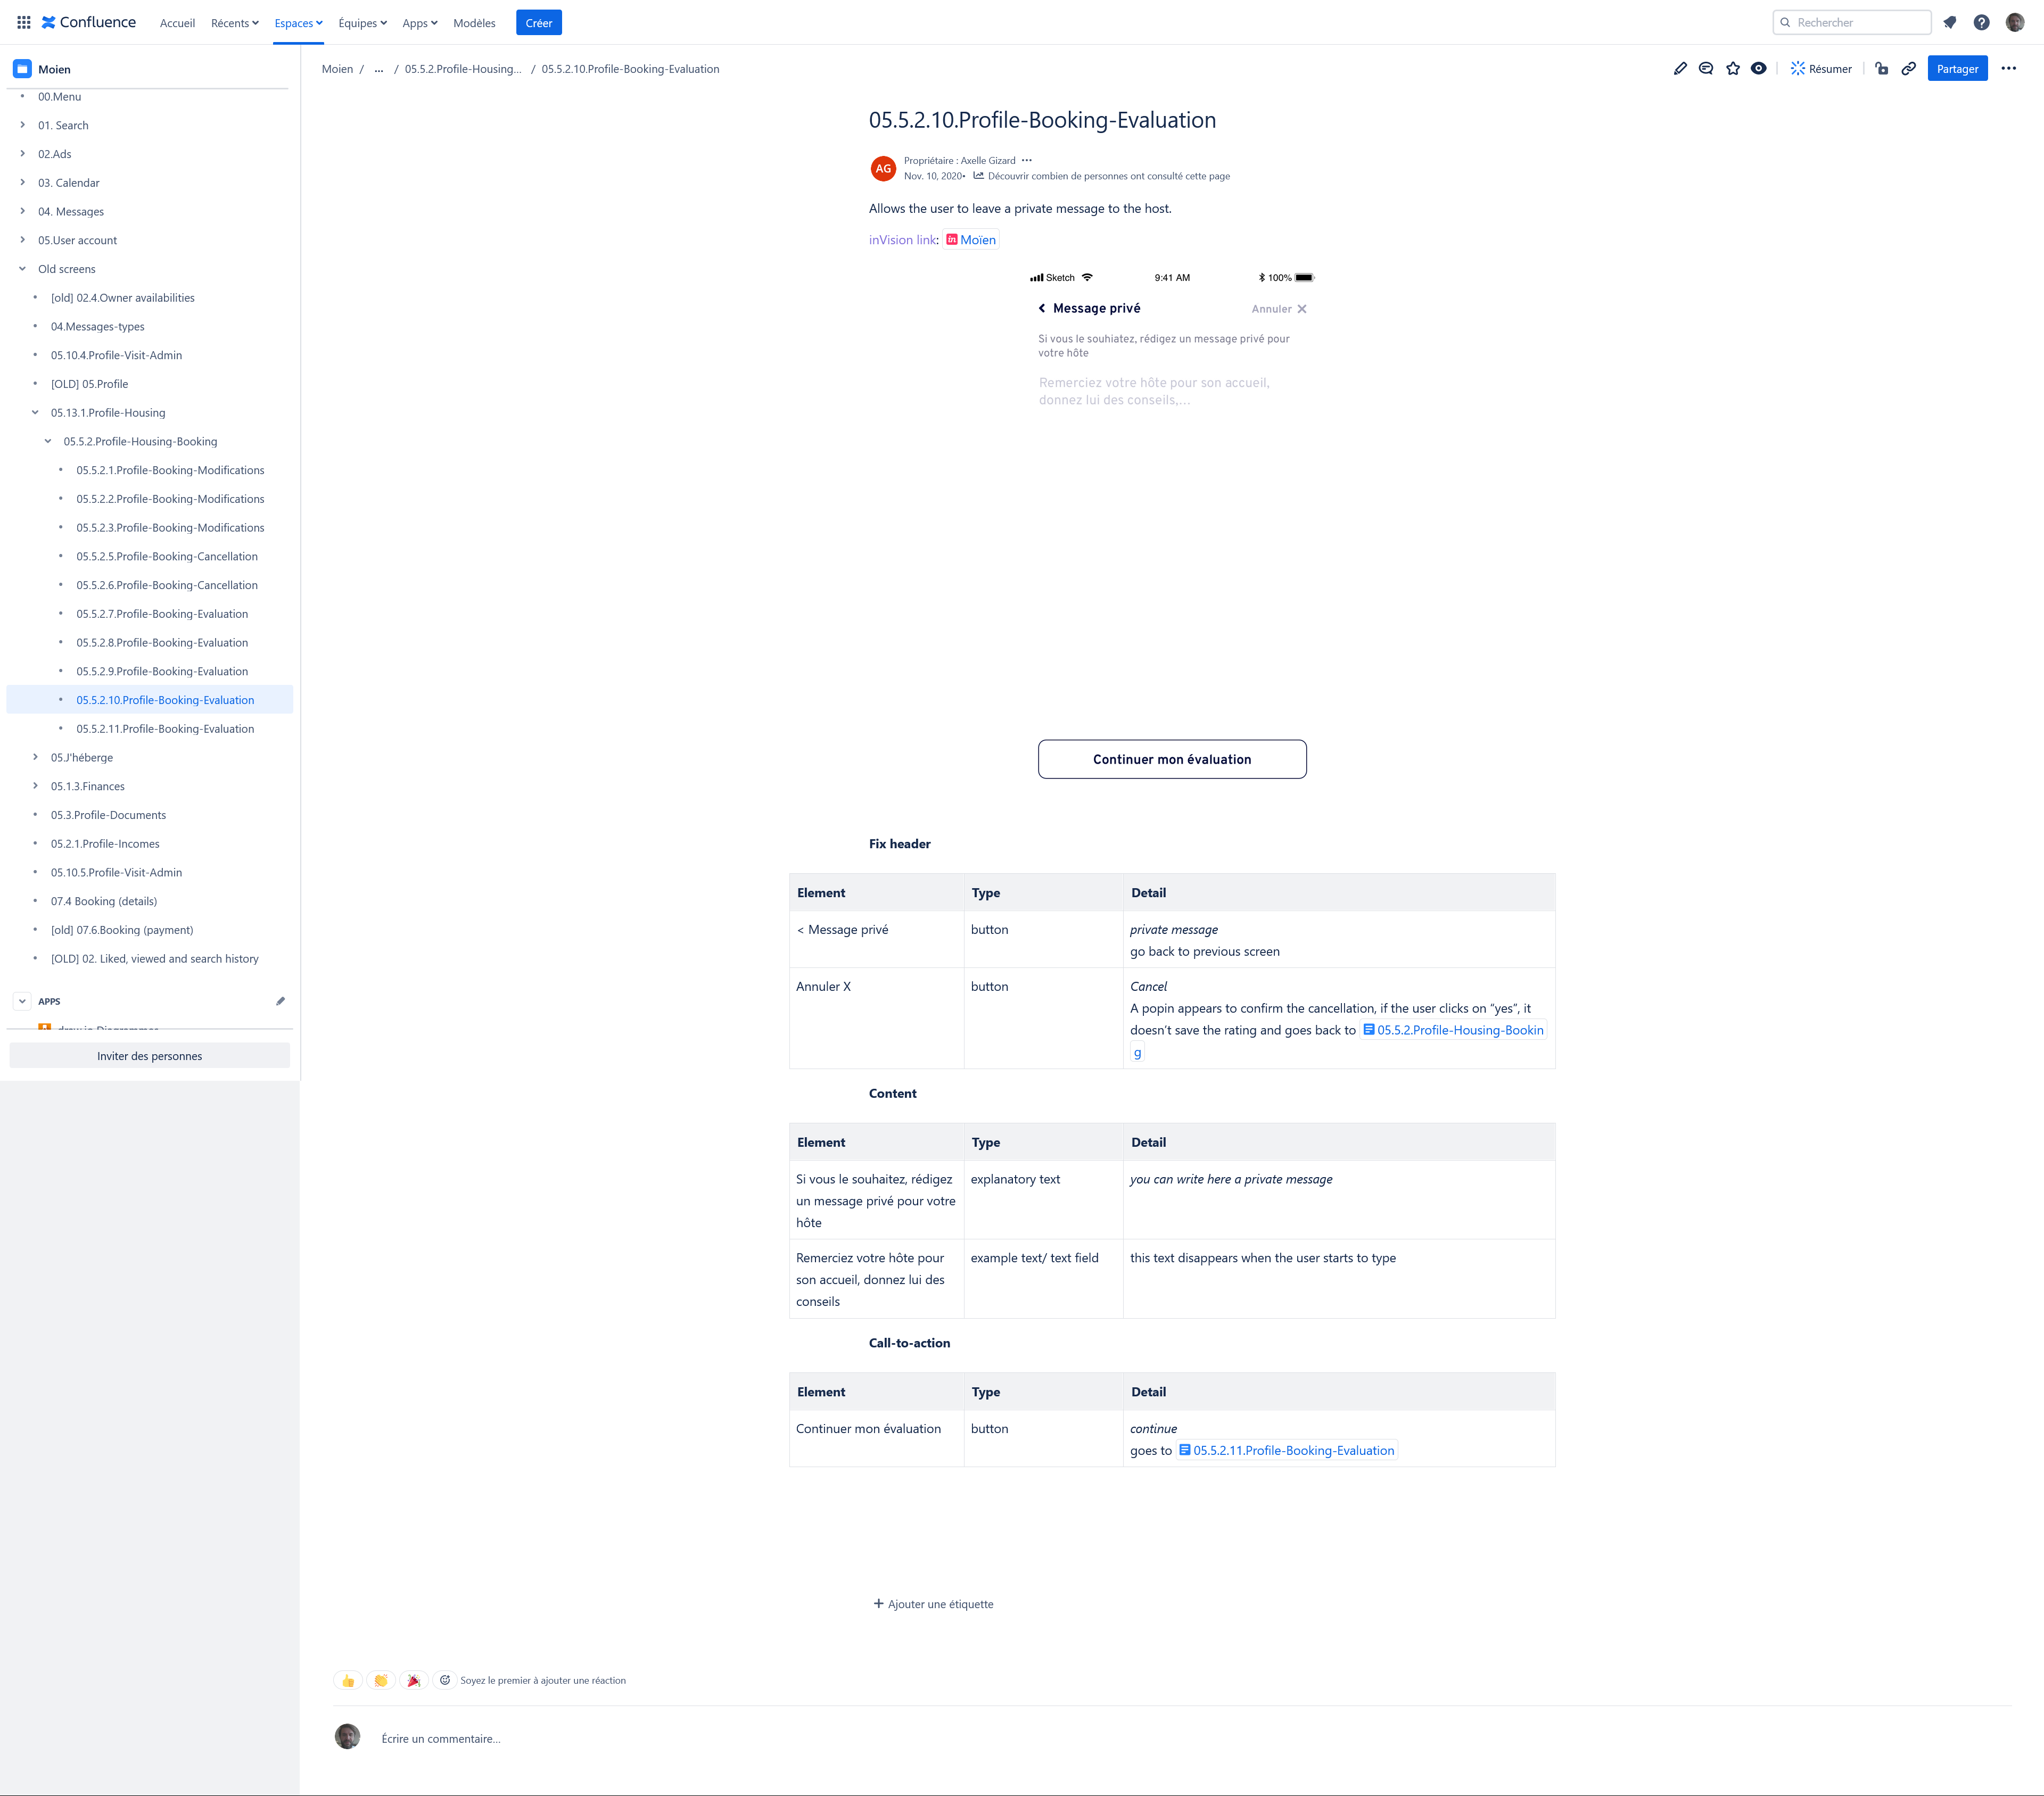 Confluence
Accueil
Récents
Espaces
Équipes
Apps
Modèles
Créer
Rechercher
Moien
00.Menu
01. Search
02.Ads
03. Calendar
04. Messages
05.User account
Old screens
[old] 02.4.Owner availabilities
04.Messages-types
05.10.4.Profile-Visit-Admin
[OLD] 05.Profile
05.13.1.Profile-Housing
05.5.2.Profile-Housing-Booking
05.5.2.1.Profile-Booking-Modifications
05.5.2.2.Profile-Booking-Modifications
05.5.2.3.Profile-Booking-Modifications
05.5.2.5.Profile-Booking-Cancellation
05.5.2.6.Profile-Booking-Cancellation
05.5.2.7.Profile-Booking-Evaluation
05.5.2.8.Profile-Booking-Evaluation
05.5.2.9.Profile-Booking-Evaluation
05.5.2.10.Profile-Booking-Evaluation
05.5.2.11.Profile-Booking-Evaluation
05.J'héberge
05.1.3.Finances
05.3.Profile-Documents
05.2.1.Profile-Incomes
05.10.5.Profile-Visit-Admin
07.4 Booking (details)
[old] 07.6.Booking (payment)
[OLD] 02. Liked, viewed and search history
APPS
Inviter des personnes
Moien / ... / 05.5.2.Profile-Housing... / 05.5.2.10.Profile-Booking-Evaluation
Résumer
Partager
05.5.2.10.Profile-Booking-Evaluation
AG
Propriétaire : Axelle Gizard
Nov. 10, 2020• Découvrir combien de personnes ont consulté cette page
Allows the user to leave a private message to the host.
inVision link: in Moïen
Sketch 9:41 AM 100%
Message privé
Annuler
Si vous le souhiatez, rédigez un message privé pour
votre hôte
Remerciez votre hôte pour son accueil,
donnez lui des conseils,...
Continuer mon évaluation
Fix header
Element Type Detail
< Message privé button private message
go back to previous screen
Annuler X button Cancel
A popin appears to confirm the cancellation, if the user clicks on “yes”, it
doesn’t save the rating and goes back to 05.5.2.Profile-Housing-Bookin
g
Content
Element Type Detail
Si vous le souhaitez, rédigez explanatory text you can write here a private message
un message privé pour votre
hôte
Remerciez votre hôte pour example text/ text field this text disappears when the user starts to type
son accueil, donnez lui des
conseils
Call-to-action
Element Type Detail
Continuer mon évaluation button continue
goes to 05.5.2.11.Profile-Booking-Evaluation
Ajouter une étiquette
Soyez le premier à ajouter une réaction
Écrire un commentaire...